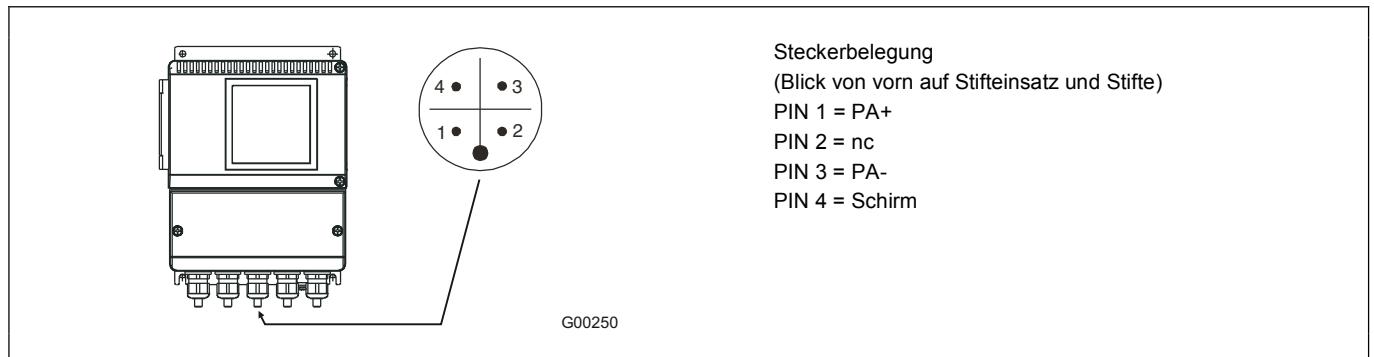 4
3
1
2
G00250
Steckerbelegung
(Blick von vorn auf Stifteinsatz und Stifte)
PIN 1 = PA+
PIN 2 = nc
PIN 3 = PA-
PIN 4 = Schirm